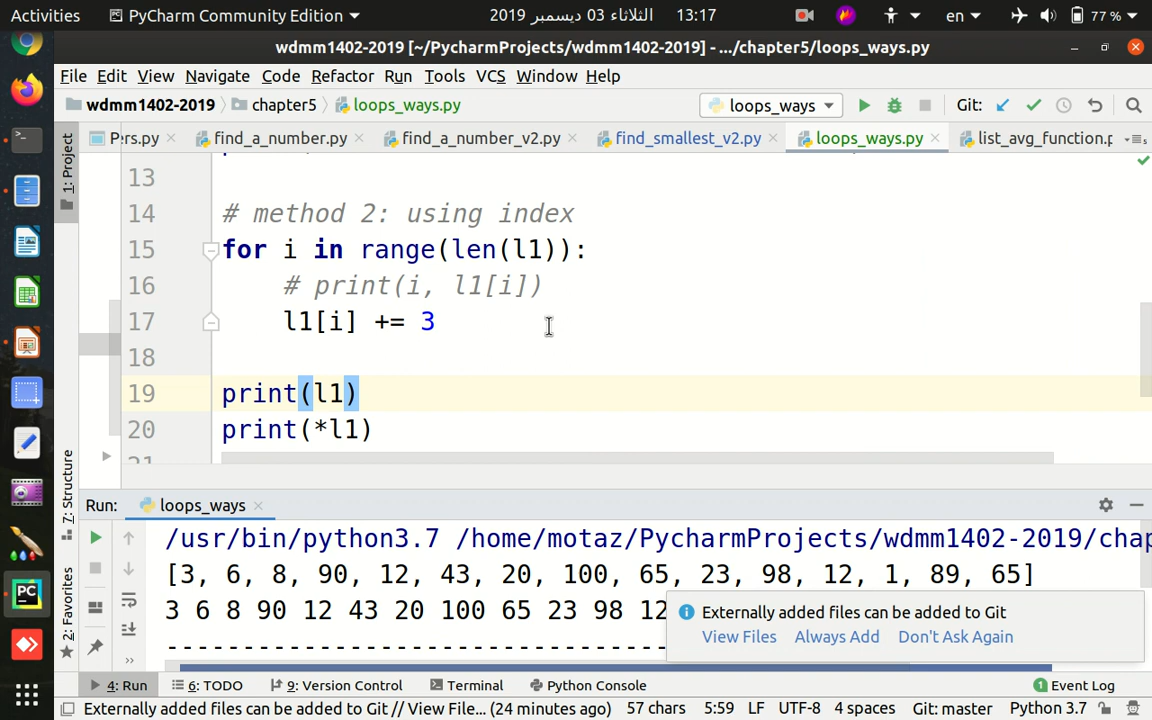 Activities PyCharm Community Edition الثلاثاء 03 ديسمبر 2019 13:17 en 77 %
wdmm1402-2019 [~/PycharmProjects/wdmm1402-2019] - .../chapter5/loops_ways.py
File Edit View Navigate Code Refactor Run Tools VCS Window Help
wdmm1402-2019 chapter5 loops_ways.py loops_ways Git:
find_a_number.py find_a_number_v2.py find_smallest_v2.py loops_ways.py list_avg_function.p
1: Project
13
14 # method 2: using index
15 for i in range(len(l1)):
16 # print(i, l1[i])
17 l1[i] += 3
18
19 print(l1)
20 print(*l1)
21
7: Structure
2: Favorites
Run: loops_ways
/usr/bin/python3.7 /home/motaz/PycharmProjects/wdmm1402-2019/chap
[3, 6, 8, 90, 12, 43, 20, 100, 65, 23, 98, 12, 1, 89, 65]
3 6 8 90 12 43 20 100 65 23 98 12
--------------------------------
Externally added files can be added to Git
View Files Always Add Don't Ask Again
4: Run 6: TODO 9: Version Control Terminal Python Console 1 Event Log
Externally added files can be added to Git // View File... (24 minutes ago) 57 chars 5:59 LF UTF-8 4 spaces Git: master Python 3.7